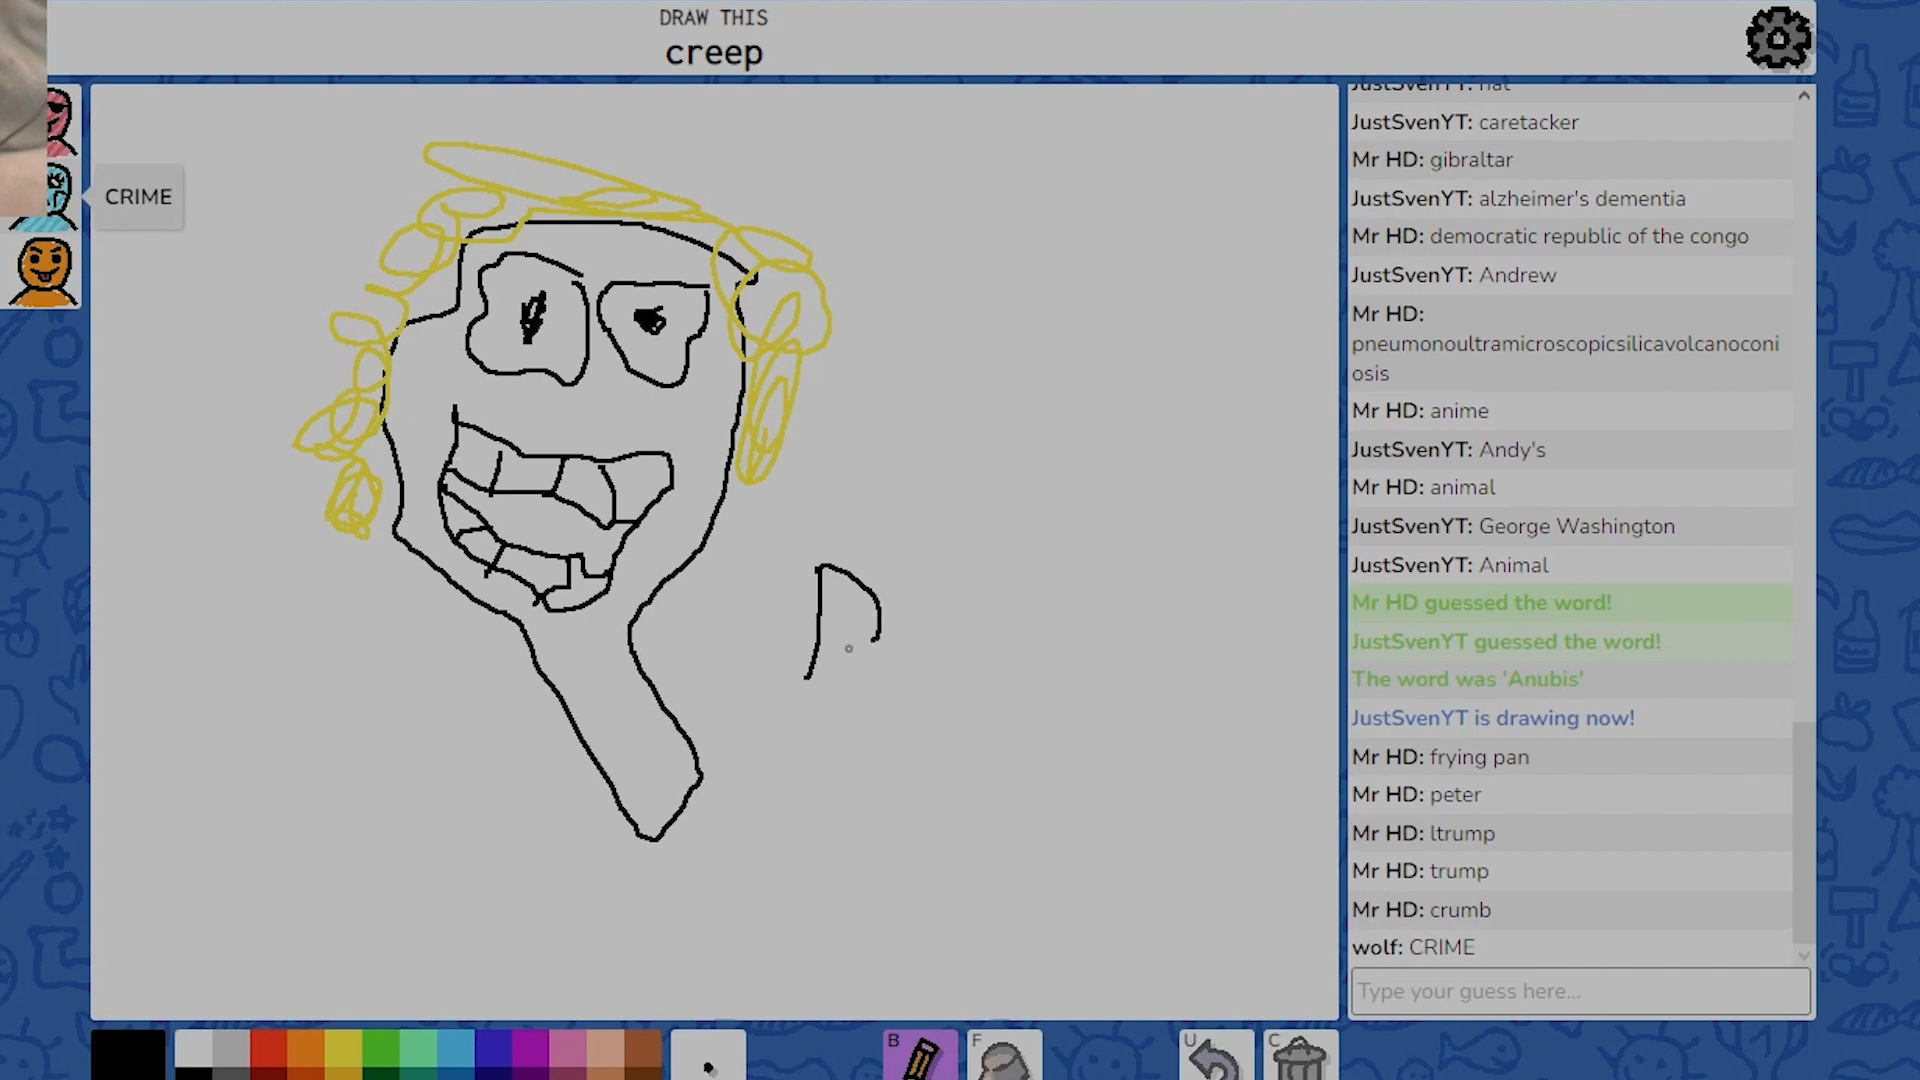 DRAW THIS
creep
CRIME
JustSvenYT: hat
JustSvenYT: caretacker
Mr HD: gibraltar
JustSvenYT: alzheimer's dementia
Mr HD: democratic republic of the congo
JustSvenYT: Andrew
Mr HD:
pneumonoultramicroscopicsilicavolcanoconi
osis
Mr HD: anime
JustSvenYT: Andy's
Mr HD: animal
JustSvenYT: George Washington
JustSvenYT: Animal
Mr HD guessed the word!
JustSvenYT guessed the word!
The word was 'Anubis'
JustSvenYT is drawing now!
Mr HD: frying pan
Mr HD: peter
Mr HD: ltrump
Mr HD: trump
Mr HD: crumb
wolf: CRIME
Type your guess here...
B
F
U
C